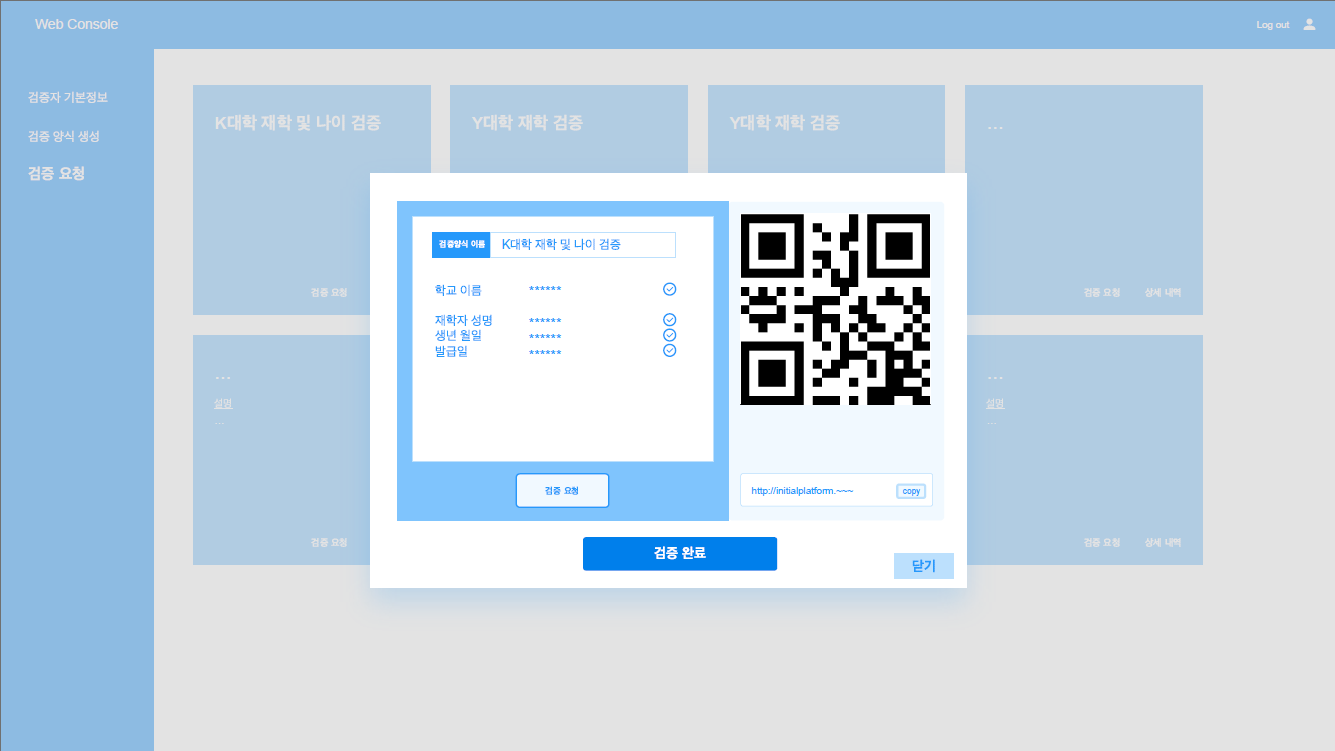 Web Console
Log out
검증자 기본정보
검증 양식 생성
검증 요청
K대학 재학 및 나이 검증
Y대학 재학 검증
Y대학 재학 검증
...
검증양식 이름
K대학 재학 및 나이 검증
학교 이름 ******
재학자 성명 ******
생년 월일 ******
발급일 ******
검증 요청
http://initialplatform.~~~
copy
검증 완료
닫기
검증 요청
검증 요청 상세 내역
...
설명
...
검증 요청
...
설명
...
검증 요청 상세 내역